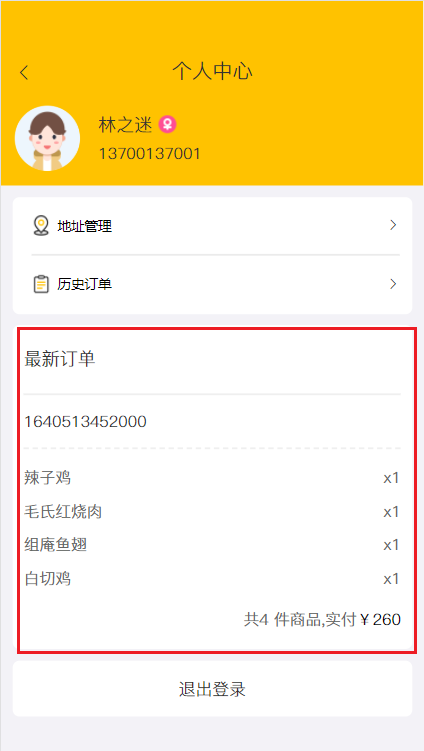 个人中心
林之迷
13700137001
地址管理
历史订单
最新订单
1640513452000
辣子鸡 x1
毛氏红烧肉 x1
组庵鱼翅 x1
白切鸡 x1
共4 件商品,实付￥260
退出登录